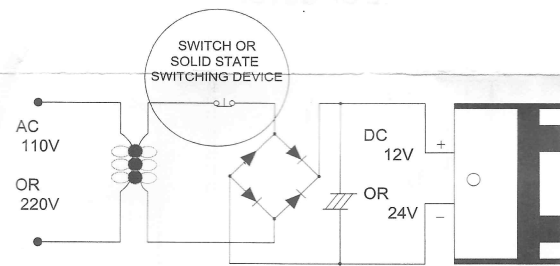 SWITCH OR
SOLID STATE
SWITCHING DEVICE
AC
110V
OR
220V
DC
12V
OR
24V
+
−